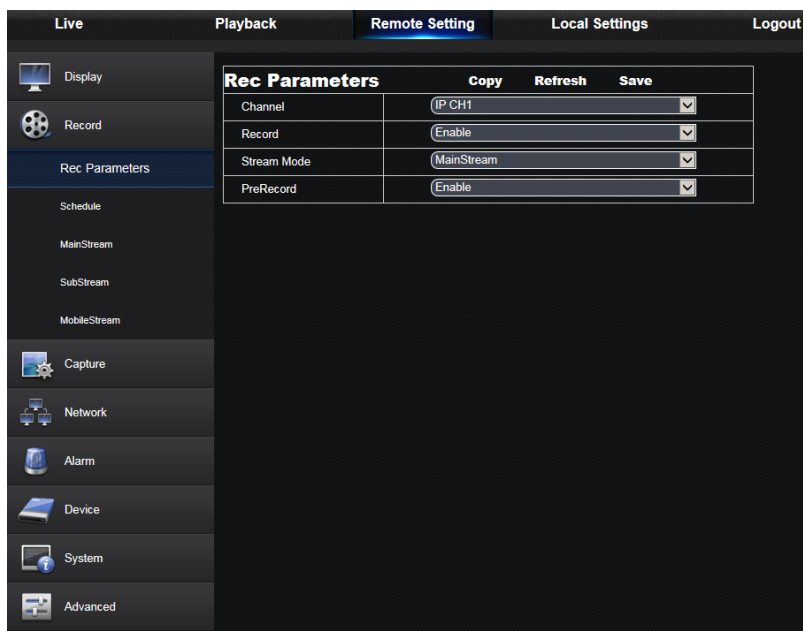 Live Playback Remote Setting Local Settings Logout
Display
Record
Rec Parameters
Schedule
MainStream
SubStream
MobileStream
Capture
Network
Alarm
Device
System
Advanced
Rec Parameters Copy Refresh Save
Channel IP CH1
Record Enable
Stream Mode MainStream
PreRecord Enable